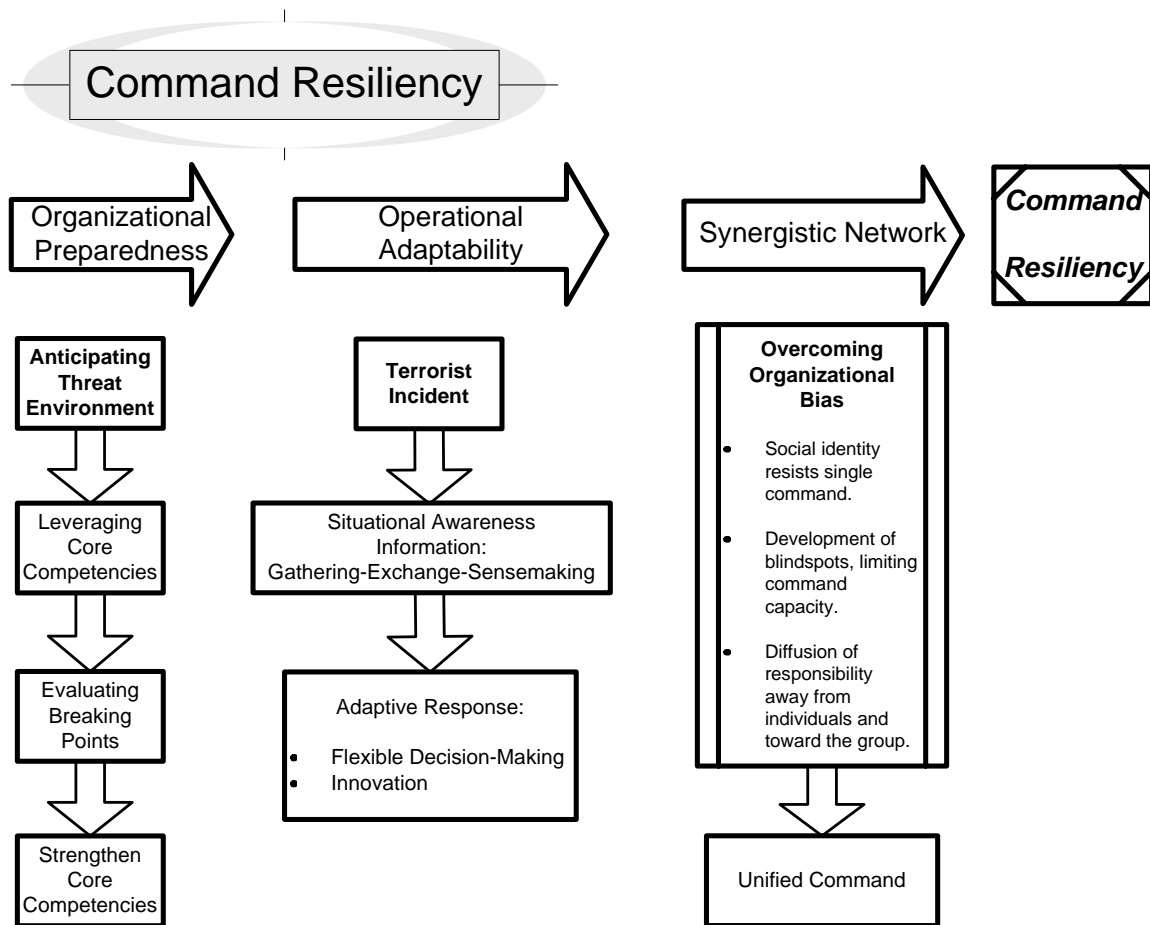 Command Resiliency
Organizational
Preparedness
Operational
Adaptability
Synergistic Network
Command
Resiliency
Anticipating
Threat
Environment
Leveraging
Core
Competencies
Evaluating
Breaking
Points
Strengthen
Core
Competencies
Terrorist
Incident
Situational Awareness
Information:
Gathering-Exchange-Sensemaking
Adaptive Response:
• Flexible Decision-Making
• Innovation
Overcoming
Organizational
Bias
• Social identity
resists single
command.
• Development of
blindspots, limiting
command
capacity.
• Diffusion of
responsibility
away from
individuals and
toward the group.
Unified Command